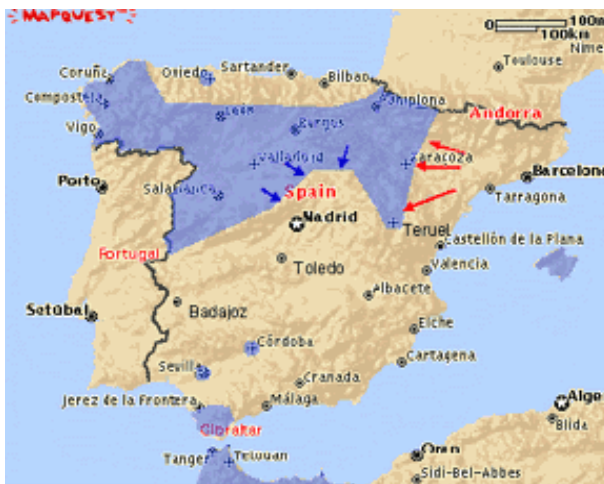 MAPQUEST
0 100m
100km
Toulouse
Nime
Coruña
Oviedo
Santander
Bilbao
Compostela
Pamplona
Andorra
León
Burgos
Vigo
Valladolid
Zaragoza
Barcelona
Porto
Salamanca
Spain
Tarragona
Madrid
Teruel
Castellón de la Plana
Portugal
Toledo
Valencia
Albacete
Setúbal
Badajoz
Elche
Córdoba
Cartagena
Sevilla
Granada
Jerez de la Frontera
Málaga
Alge
Gibraltar
Blida
Tanger
Tetouan
Oran
Sidi-Bel-Abbes